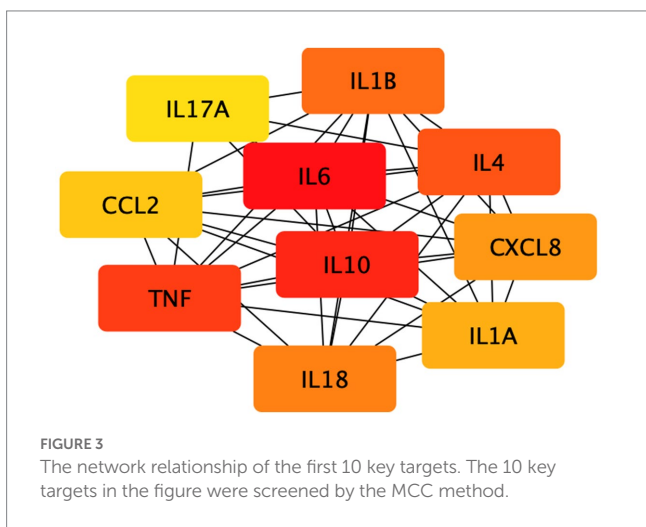 IL1B
IL17A
IL4
IL6
CCL2
CXCL8
IL10
TNF
IL1A
IL18
FIGURE 3
The network relationship of the first 10 key targets. The 10 key
targets in the figure were screened by the MCC method.